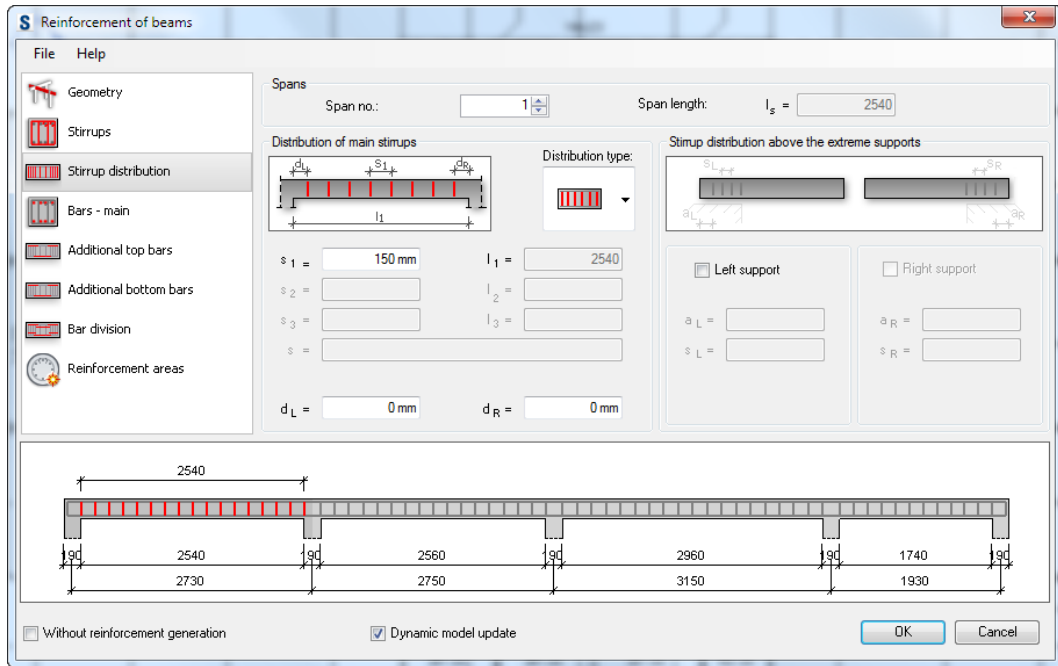 S Reinforcement of beams
x
File Help
Geometry
Stirrups
Stirrup distribution
Bars - main
Additional top bars
Additional bottom bars
Bar division
Reinforcement areas
Spans
Span no.: 1 Span length: ls = 2540
Distribution of main stirrups
dL s1 dR
l1
Distribution type:
s1 = 150 mm l1 = 2540
s2 = l2 =
s3 = l3 =
s =
dL = 0 mm dR = 0 mm
Stirrup distribution above the extreme supports
sL sR
aL aR
Left support Right support
aL = aR =
sL = sR =
2540
190 2540 190 2560 190 2960 190 1740 190
2730 2750 3150 1930
Without reinforcement generation Dynamic model update OK Cancel